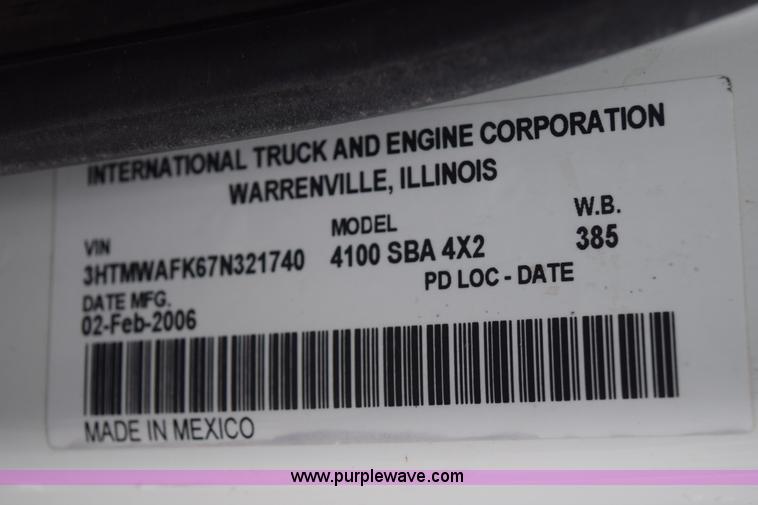 INTERNATIONAL TRUCK AND ENGINE CORPORATION
WARRENVILLE, ILLINOIS
VIN MODEL W.B.
3HTMWAFK67N321740 4100 SBA 4X2 385
DATE MFG. PD LOC - DATE
02-Feb-2006
MADE IN MEXICO
www.purplewave.com